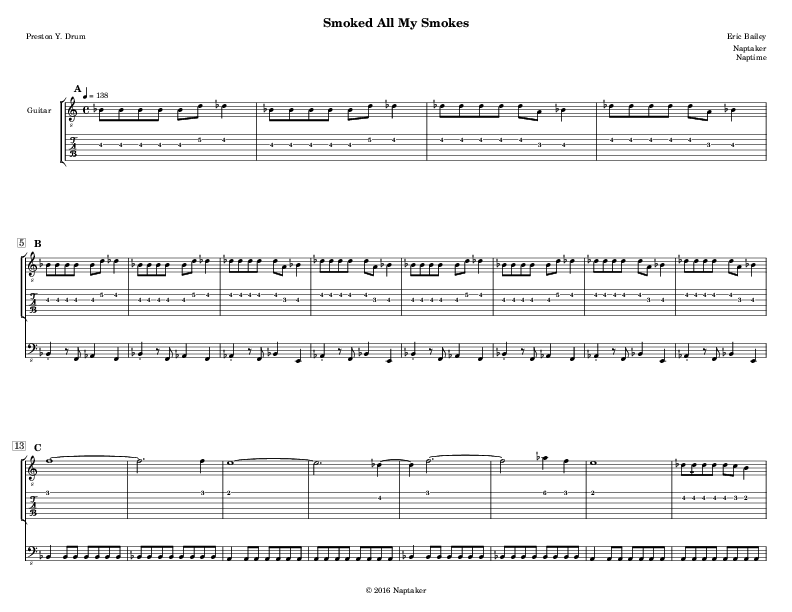 Smoked All My Smokes
Preston Y. Drum
Eric Bailey
Naptaker
Naptime
A
= 138
Guitar
8
T A B
4 4 4 4 4 5 4 4 4 4 4 4 5 4 4 4 4 4 4 3 4 4 4 4 4 4 3 4
5
B
8
T A B
4 4 4 4 4 5 4 4 4 4 4 4 5 4 4 4 4 4 4 3 4 4 4 4 4 4 3 4 4 4 4 4 4 5 4 4 4 4 4 4 5 4 4 4 4 4 4 3 4 4 4 4 4 4 3 4
8
13
C
8
T A B
3 3 2 4 3 6 3 2 4 4 4 4 4 3 2
8
© 2016 Naptaker